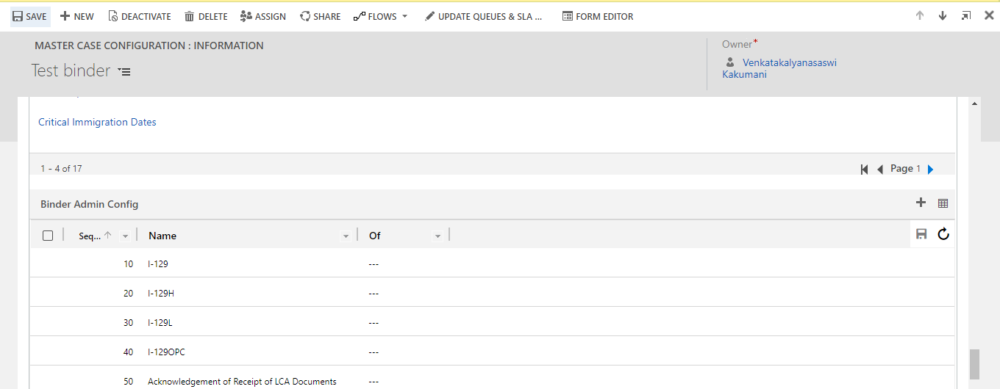 SAVE NEW DEACTIVATE DELETE ASSIGN SHARE FLOWS UPDATE QUEUES & SLA ... FORM EDITOR
MASTER CASE CONFIGURATION : INFORMATION
Test binder
Owner*
Venkatakalyanasaswi
Kakumani
Critical Immigration Dates
1 - 4 of 17 Page 1
Binder Admin Config
Seq... Name Of
10 I-129 ---
20 I-129H ---
30 I-129L ---
40 I-129OPC ---
50 Acknowledgement of Receipt of LCA Documents ---